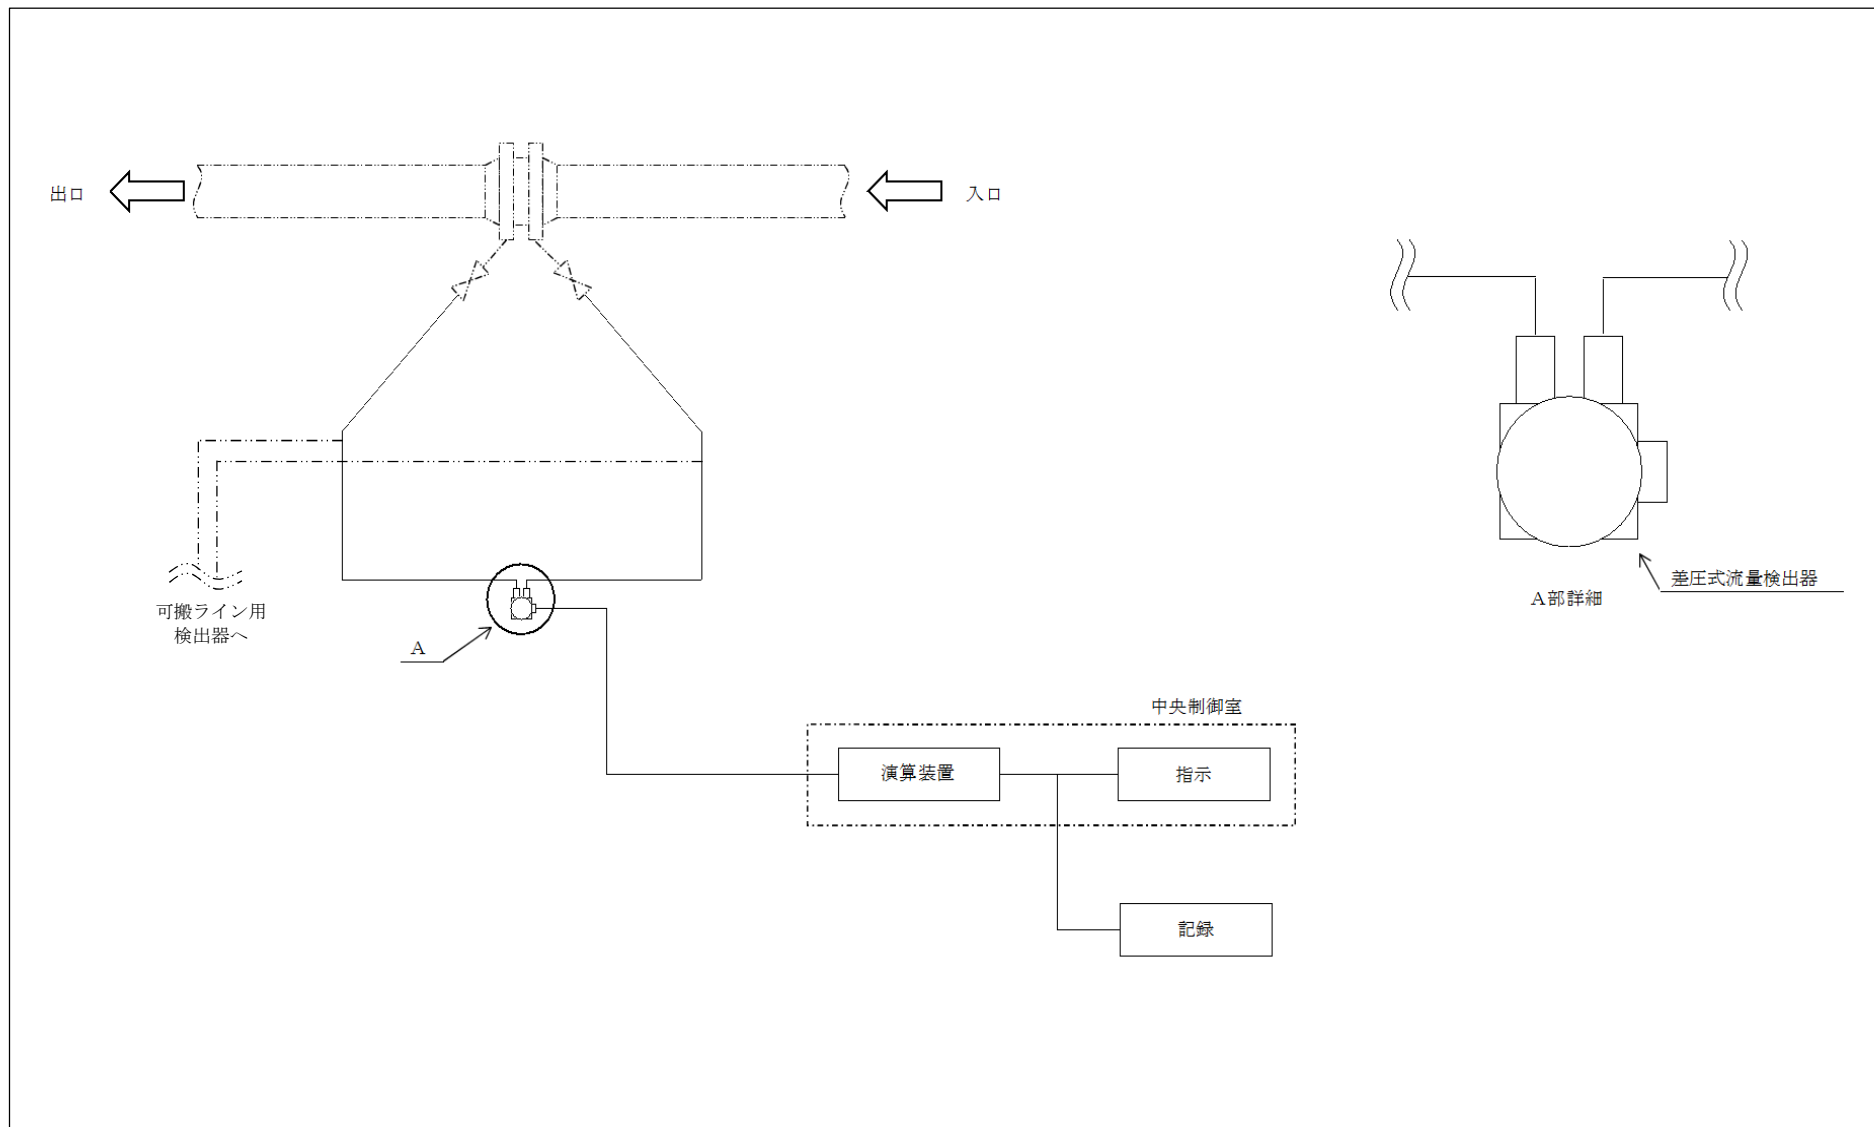 出口
入口
可搬ライン用
検出器へ
A
差圧式流量検出器
A部詳細
中央制御室
演算装置
指示
記録